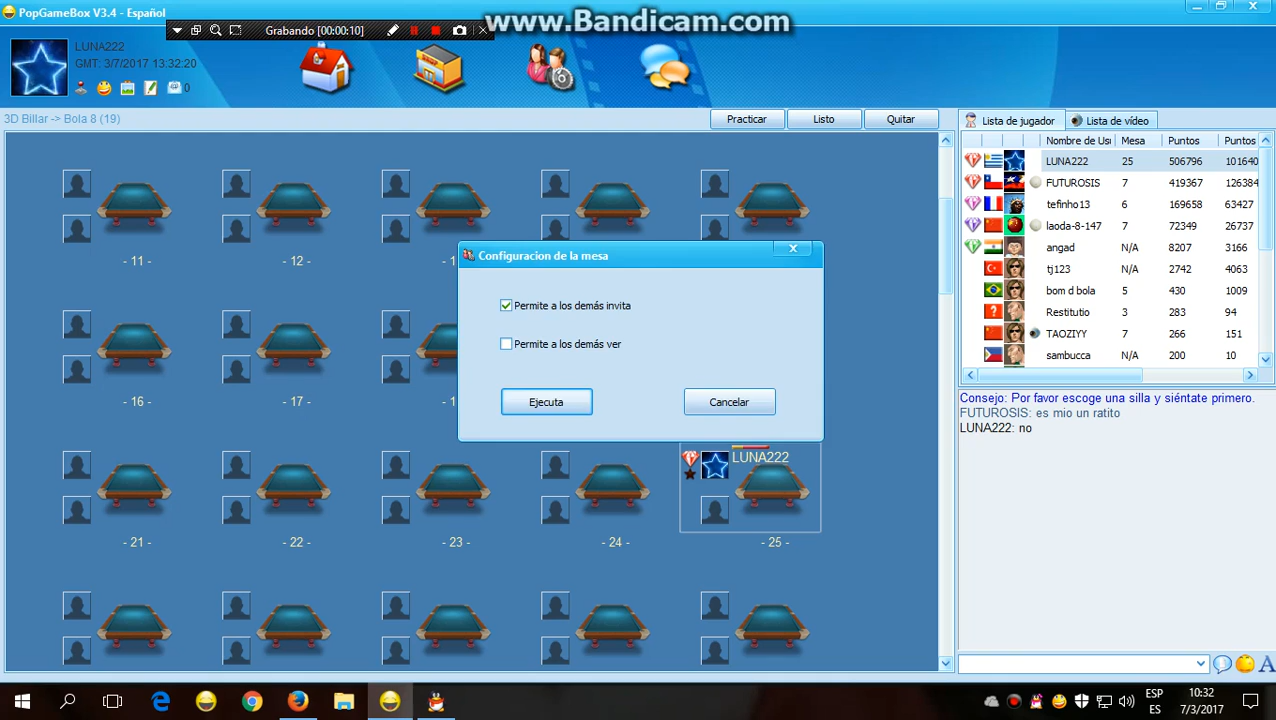 PopGameBox V3.4 - Español
Grabando [00:00:10]
www.Bandicam.com
LUNA222
GMT: 3/7/2017 13:32:20
0
3D Billar -> Bola 8 (19)
Practicar
Listo
Quitar
Lista de jugador
Lista de vídeo
Nombre de Usu Mesa Puntos Puntos
LUNA222 25 506796 101640
FUTUROSIS 7 419367 126384
tefinho13 6 169658 63427
laoda-8-147 7 72349 26737
angad N/A 8207 3166
tj123 N/A 2742 4063
bom d bola 5 430 1009
Restitutio 3 283 94
TAOZIYY 7 266 151
sambucca N/A 200 10
- 11 -
- 12 -
- 1
Configuracion de la mesa
Permite a los demás invita
Permite a los demás ver
Ejecuta
Cancelar
- 16 -
- 17 -
- 1
LUNA222
- 21 -
- 22 -
- 23 -
- 24 -
- 25 -
Consejo: Por favor escoge una silla y siéntate primero.
FUTUROSIS: es mio un ratito
LUNA222: no
A
ESP
ES
10:32
7/3/2017